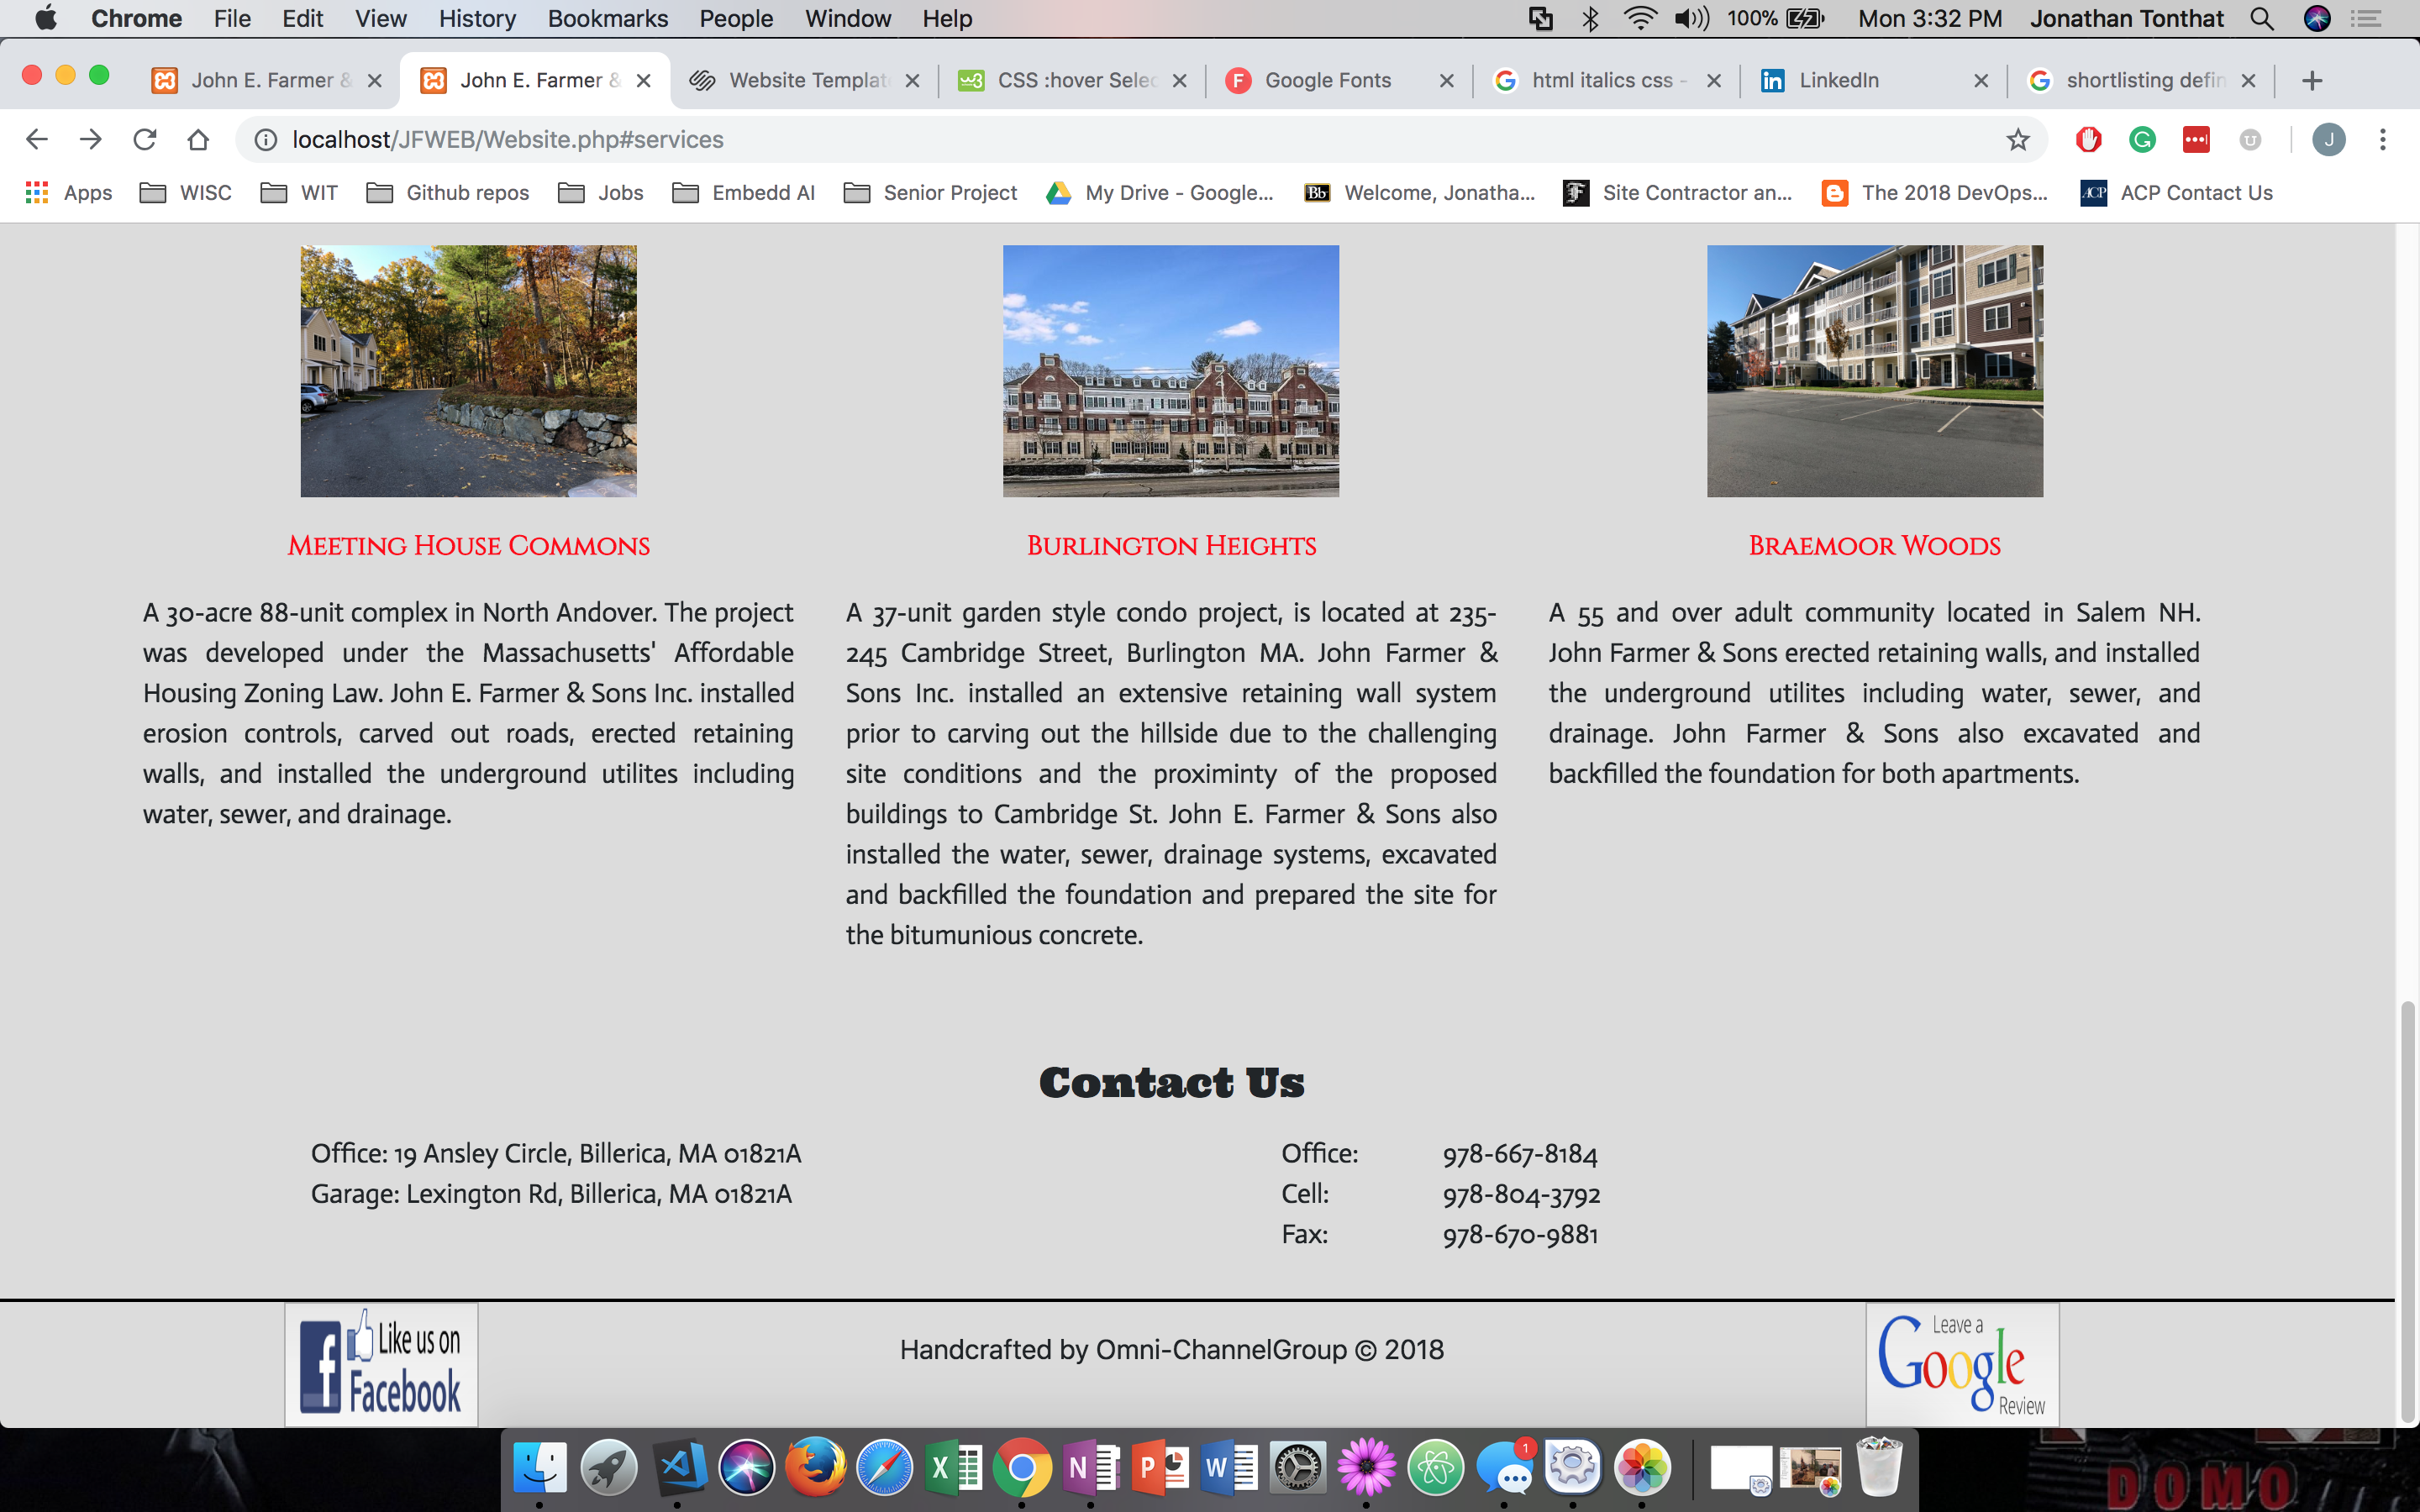 Chrome File Edit View History Bookmarks People Window Help 100% Mon 3:32 PM Jonathan Tonthat
John E. Farmer & John E. Farmer & Website Templat CSS :hover Selec Google Fonts html italics css - LinkedIn shortlisting defin
localhost/JFWEB/Website.php#services J
Apps WISC WIT Github repos Jobs Embedd AI Senior Project My Drive - Google... Bb Welcome, Jonatha... Site Contractor an... The 2018 DevOps... ACP ACP Contact Us
Meeting House Commons
A 30-acre 88-unit complex in North Andover. The project
was developed under the Massachusetts' Affordable
Housing Zoning Law. John E. Farmer & Sons Inc. installed
erosion controls, carved out roads, erected retaining
walls, and installed the underground utilites including
water, sewer, and drainage.
Burlington Heights
A 37-unit garden style condo project, is located at 235-
245 Cambridge Street, Burlington MA. John Farmer &
Sons Inc. installed an extensive retaining wall system
prior to carving out the hillside due to the challenging
site conditions and the proximinty of the proposed
buildings to Cambridge St. John E. Farmer & Sons also
installed the water, sewer, drainage systems, excavated
and backfilled the foundation and prepared the site for
the bitumunious concrete.
Braemoor Woods
A 55 and over adult community located in Salem NH.
John Farmer & Sons erected retaining walls, and installed
the underground utilites including water, sewer, and
drainage. John Farmer & Sons also excavated and
backfilled the foundation for both apartments.
Contact Us
Office: 19 Ansley Circle, Billerica, MA 01821A
Garage: Lexington Rd, Billerica, MA 01821A
Office: 978-667-8184
Cell: 978-804-3792
Fax: 978-670-9881
Like us on
Facebook
Handcrafted by Omni-ChannelGroup © 2018
Leave a
Google
Review
1
DOMO